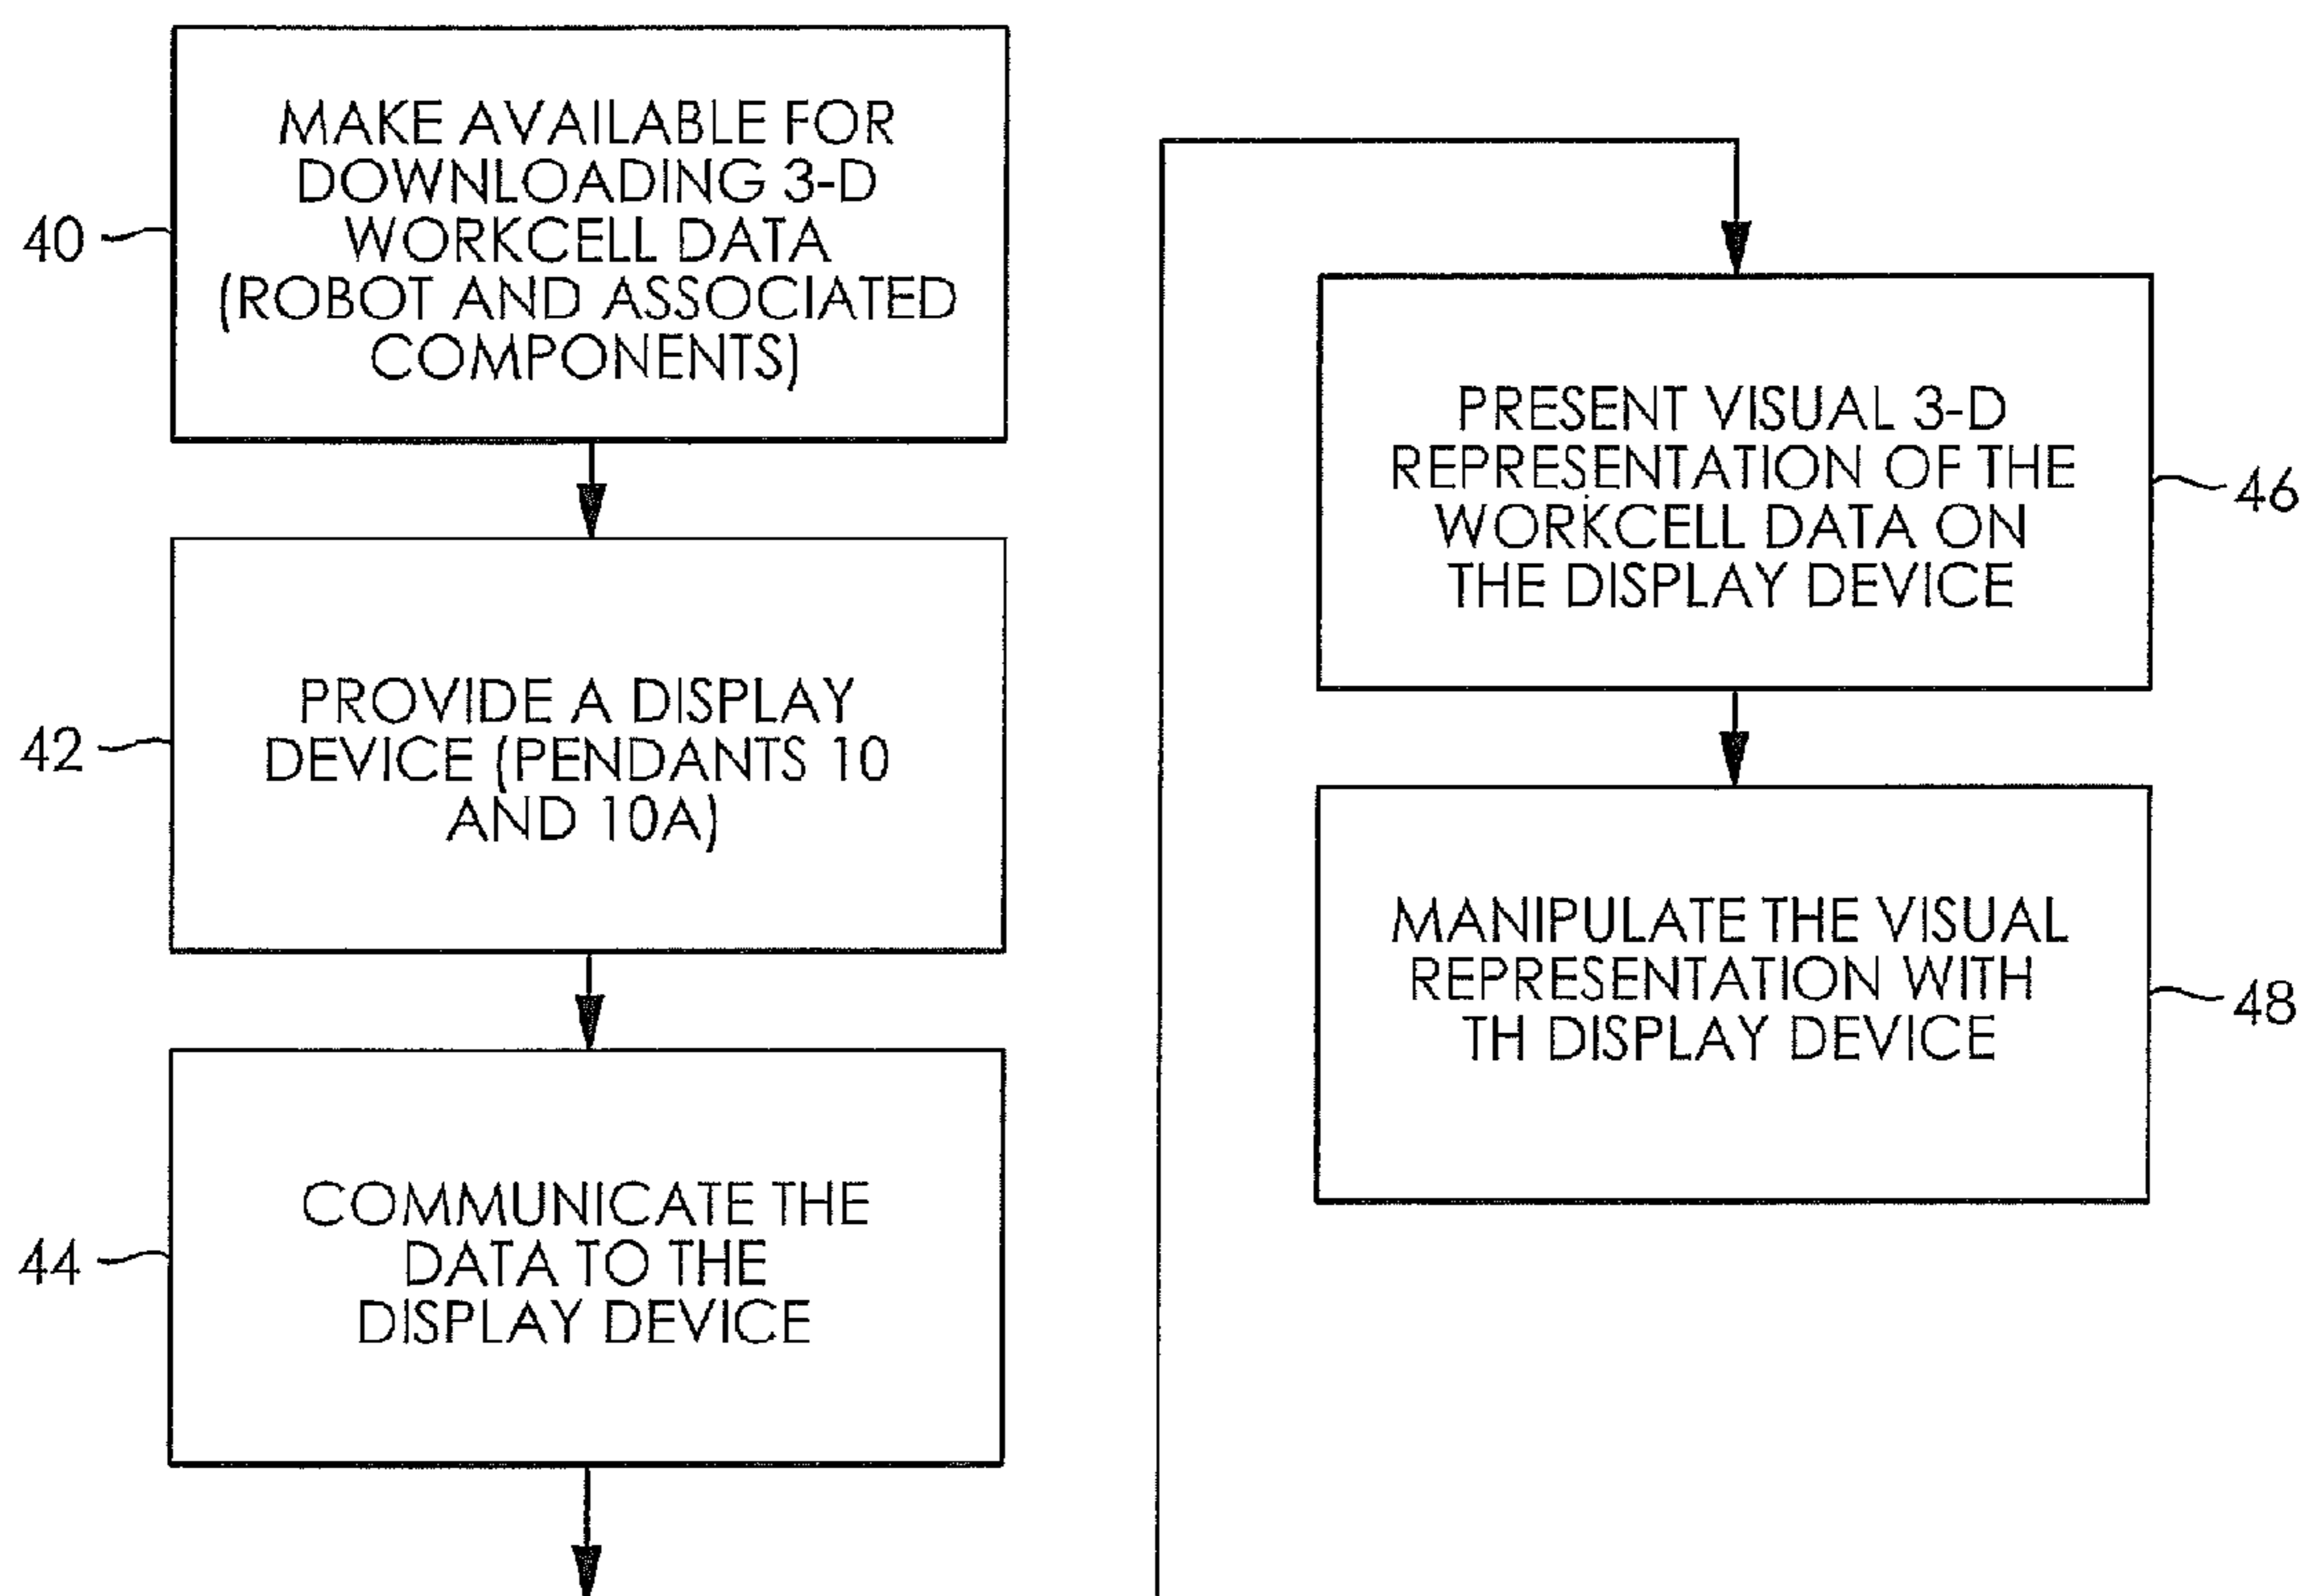 MAKE AVAILABLE FOR
DOWNLOADING 3-D
WORKCELL DATA
(ROBOT AND ASSOCIATED
COMPONENTS)
40
PROVIDE A DISPLAY
DEVICE (PENDANTS 10
AND 10A)
42
COMMUNICATE THE
DATA TO THE
DISPLAY DEVICE
44
PRESENT VISUAL 3-D
REPRESENTATION OF THE
WORKCELL DATA ON
THE DISPLAY DEVICE
46
MANIPULATE THE VISUAL
REPRESENTATION WITH
TH DISPLAY DEVICE
48